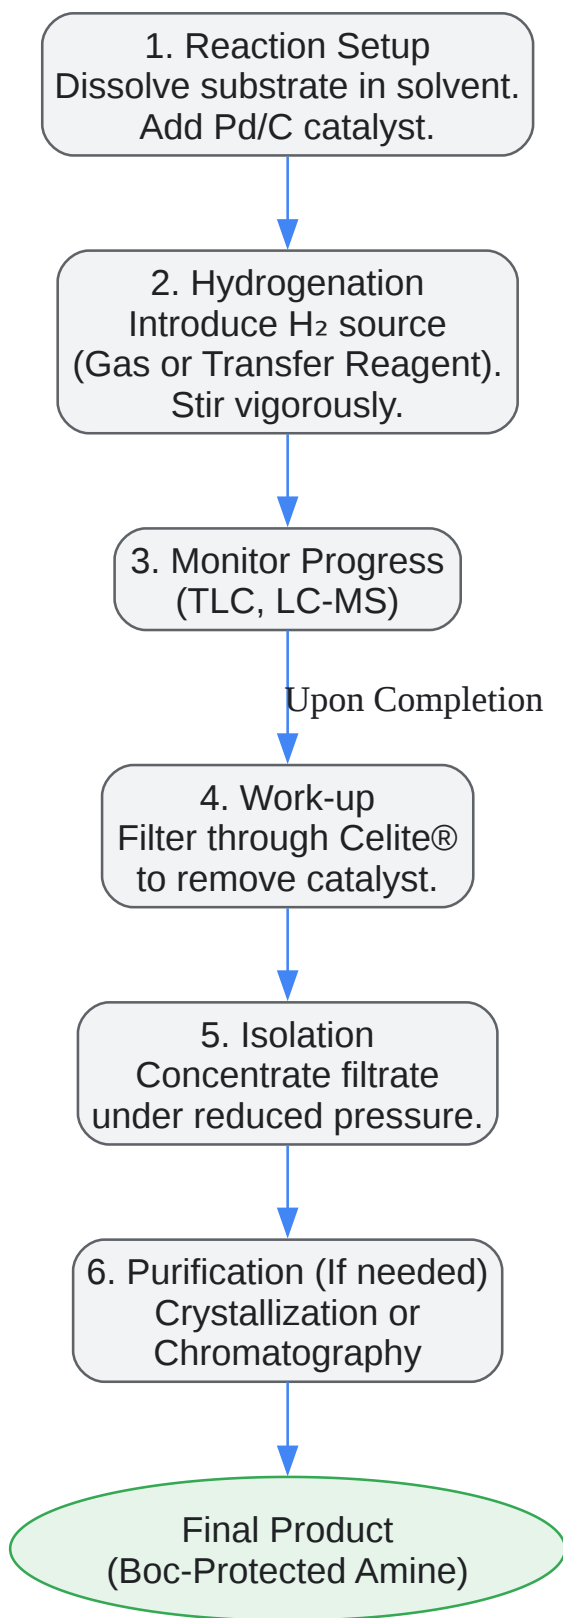 1. Reaction Setup
Dissolve substrate in solvent.
Add Pd/C catalyst.
2. Hydrogenation
Introduce H₂ source
(Gas or Transfer Reagent).
Stir vigorously.
3. Monitor Progress
(TLC, LC-MS)
Upon Completion
4. Work-up
Filter through Celite®
to remove catalyst.
5. Isolation
Concentrate filtrate
under reduced pressure.
6. Purification (If needed)
Crystallization or
Chromatography
Final Product
(Boc-Protected Amine)